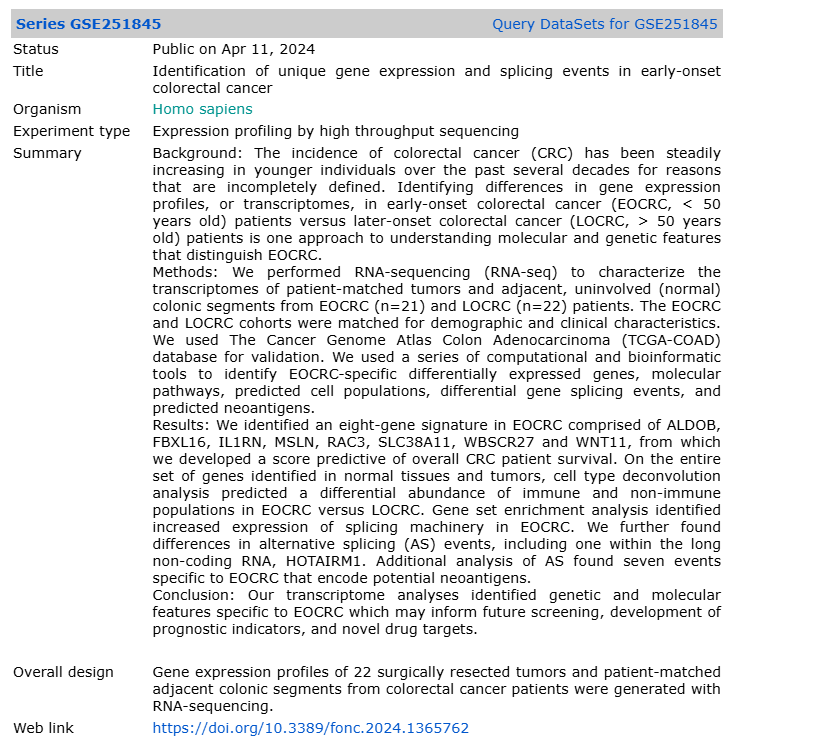 Series GSE251845 Query DataSets for GSE251845
Status Public on Apr 11, 2024
Title Identification of unique gene expression and splicing events in early-onset
colorectal cancer
Organism Homo sapiens
Experiment type Expression profiling by high throughput sequencing
Summary Background: The incidence of colorectal cancer (CRC) has been steadily
increasing in younger individuals over the past several decades for reasons
that are incompletely defined. Identifying differences in gene expression
profiles, or transcriptomes, in early-onset colorectal cancer (EOCRC, < 50
years old) patients versus later-onset colorectal cancer (LOCRC, > 50 years
old) patients is one approach to understanding molecular and genetic features
that distinguish EOCRC.
Methods: We performed RNA-sequencing (RNA-seq) to characterize the
transcriptomes of patient-matched tumors and adjacent, uninvolved (normal)
colonic segments from EOCRC (n=21) and LOCRC (n=22) patients. The EOCRC
and LOCRC cohorts were matched for demographic and clinical characteristics.
We used The Cancer Genome Atlas Colon Adenocarcinoma (TCGA-COAD)
database for validation. We used a series of computational and bioinformatic
tools to identify EOCRC-specific differentially expressed genes, molecular
pathways, predicted cell populations, differential gene splicing events, and
predicted neoantigens.
Results: We identified an eight-gene signature in EOCRC comprised of ALDOB,
FBXL16, IL1RN, MSLN, RAC3, SLC38A11, WBSCR27 and WNT11, from which
we developed a score predictive of overall CRC patient survival. On the entire
set of genes identified in normal tissues and tumors, cell type deconvolution
analysis predicted a differential abundance of immune and non-immune
populations in EOCRC versus LOCRC. Gene set enrichment analysis identified
increased expression of splicing machinery in EOCRC. We further found
differences in alternative splicing (AS) events, including one within the long
non-coding RNA, HOTAIRM1. Additional analysis of AS found seven events
specific to EOCRC that encode potential neoantigens.
Conclusion: Our transcriptome analyses identified genetic and molecular
features specific to EOCRC which may inform future screening, development of
prognostic indicators, and novel drug targets.
Overall design Gene expression profiles of 22 surgically resected tumors and patient-matched
adjacent colonic segments from colorectal cancer patients were generated with
RNA-sequencing.
Web link https://doi.org/10.3389/fonc.2024.1365762